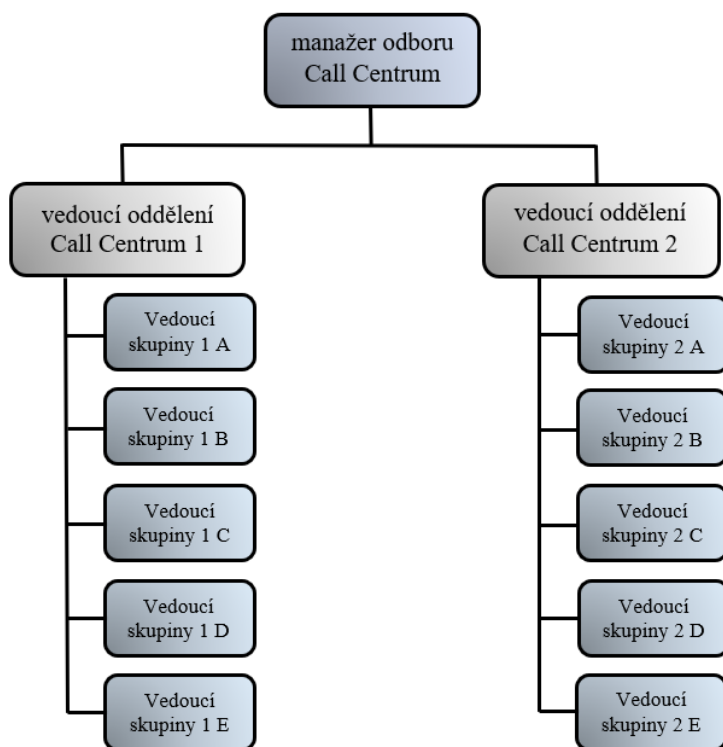 manažer odboru
Call Centrum
vedoucí oddělení
Call Centrum 1
vedoucí oddělení
Call Centrum 2
Vedoucí
skupiny 1 A
Vedoucí
skupiny 1 B
Vedoucí
skupiny 1 C
Vedoucí
skupiny 1 D
Vedoucí
skupiny 1 E
Vedoucí
skupiny 2 A
Vedoucí
skupiny 2 B
Vedoucí
skupiny 2 C
Vedoucí
skupiny 2 D
Vedoucí
skupiny 2 E